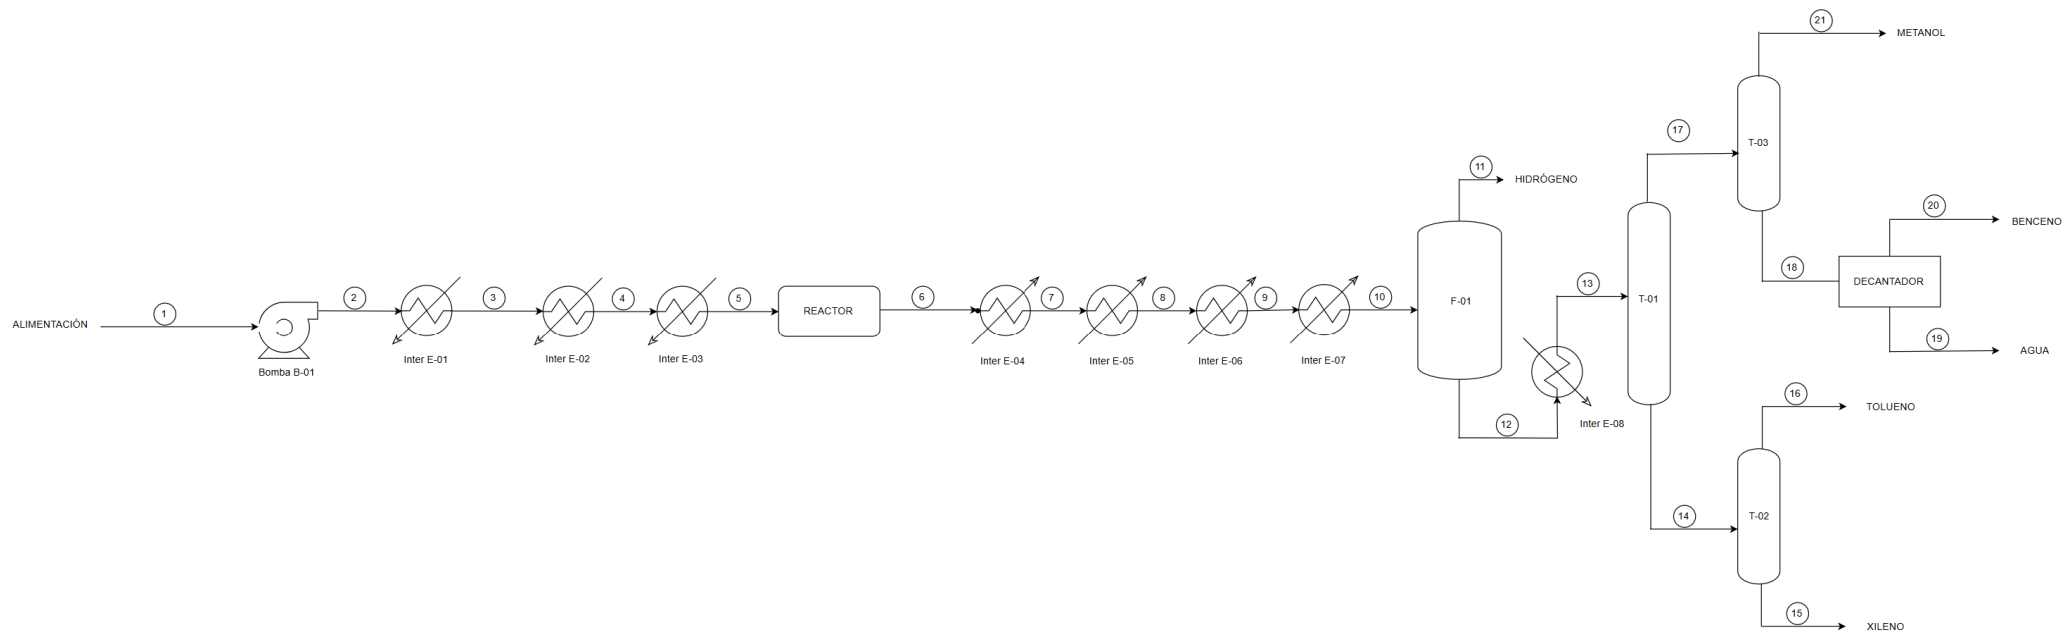 21
METANOL
17
T-03
11
HIDRÓGENO
20
BENCENO
18
DECANTADOR
13
T-01
F-01
1
2
3
4
5
6
7
8
9
10
ALIMENTACIÓN
REACTOR
Bomba B-01
Inter E-01
Inter E-02
Inter E-03
Inter E-04
Inter E-05
Inter E-06
Inter E-07
19
AGUA
16
TOLUENO
12
Inter E-08
14
T-02
15
XILENO